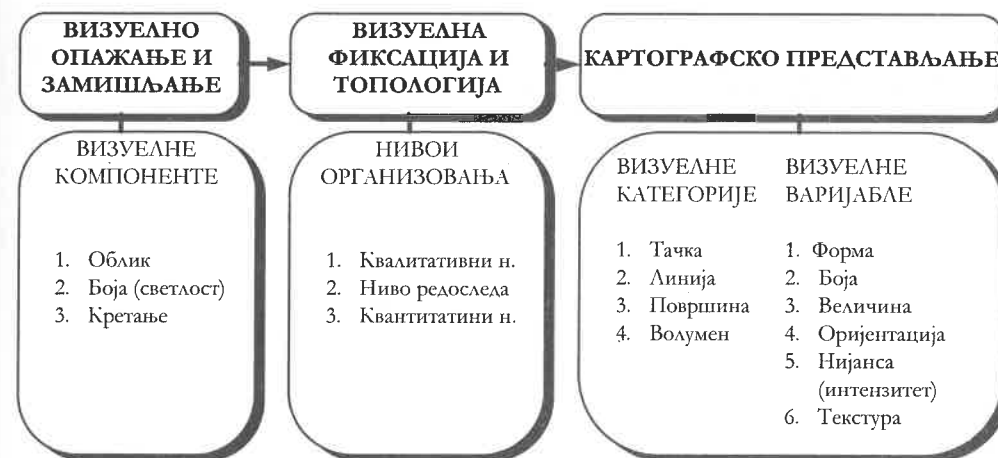 ВИЗУЕЛНО
ОПАЖАЊЕ И
ЗАМИШЉАЊЕ
ВИЗУЕЛНА
ФИКСАЦИЈА И
ТОПОЛОГИЈА
КАРТОГРАФСКО ПРЕДСТАВЉАЊЕ
ВИЗУЕЛНЕ
КОМПОНЕНТЕ
1. Облик
2. Боја (светлост)
3. Кретање
НИВОИ
ОРГАНИЗОВАЊА
1. Квалитативни н.
2. Ниво редоследа
3. Квантитатини н.
ВИЗУЕЛНЕ
КАТЕГОРИЈЕ
1. Тачка
2. Линија
3. Површина
4. Волумен
ВИЗУЕЛНЕ
ВАРИЈАБЛЕ
1. Форма
2. Боја
3. Величина
4. Оријентација
5. Нијанса
(интензитет)
6. Текстура